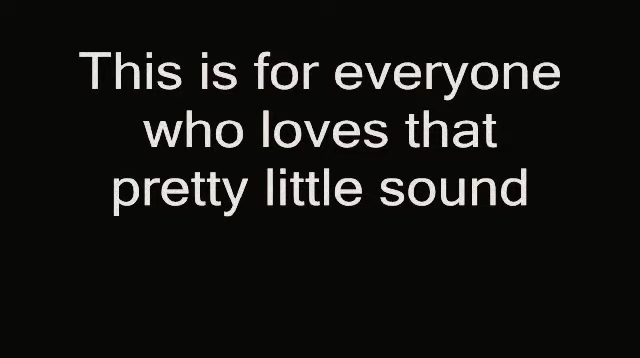 This is for everyone
who loves that
pretty little sound